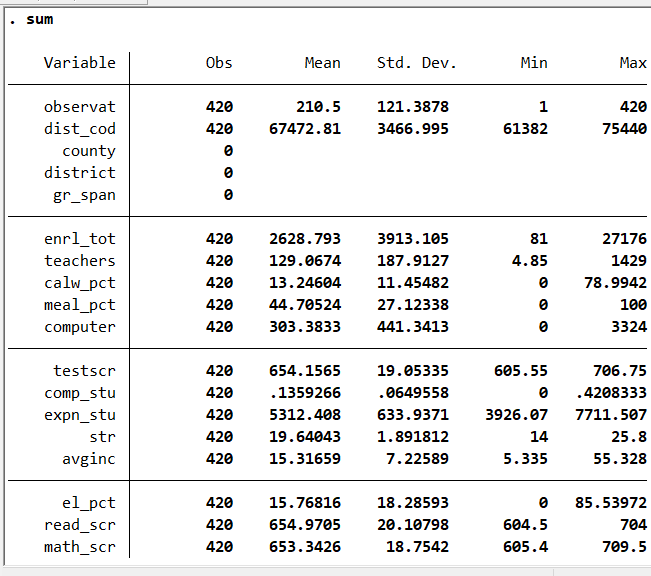 . sum
Variable Obs Mean Std. Dev. Min Max
observat 420 210.5 121.3878 1 420
dist_cod 420 67472.81 3466.995 61382 75440
county 0
district 0
gr_span 0
enrl_tot 420 2628.793 3913.105 81 27176
teachers 420 129.0674 187.9127 4.85 1429
calw_pct 420 13.24604 11.45482 0 78.9942
meal_pct 420 44.70524 27.12338 0 100
computer 420 303.3833 441.3413 0 3324
testscr 420 654.1565 19.05335 605.55 706.75
comp_stu 420 .1359266 .0649558 0 .4208333
expn_stu 420 5312.408 633.9371 3926.07 7711.507
str 420 19.64043 1.891812 14 25.8
avginc 420 15.31659 7.22589 5.335 55.328
el_pct 420 15.76816 18.28593 0 85.53972
read_scr 420 654.9705 20.10798 604.5 704
math_scr 420 653.3426 18.7542 605.4 709.5